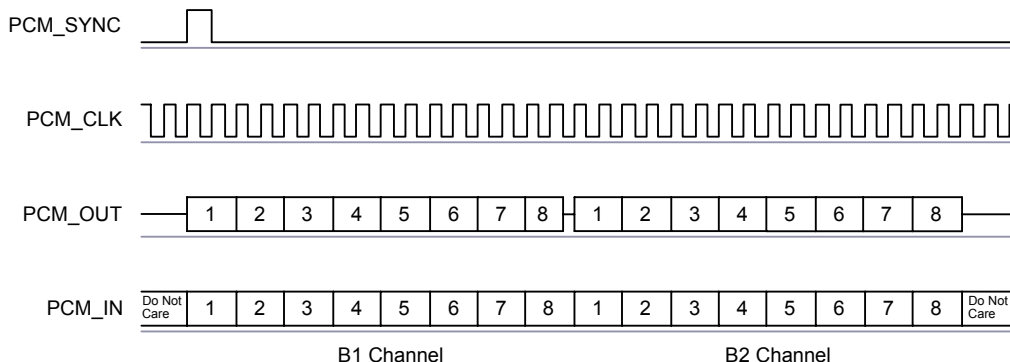 PCM_SYNC
PCM_CLK
PCM_OUT 1 2 3 4 5 6 7 8 1 2 3 4 5 6 7 8
PCM_IN Do Not Care 1 2 3 4 5 6 7 8 1 2 3 4 5 6 7 8 Do Not Care
B1 Channel B2 Channel